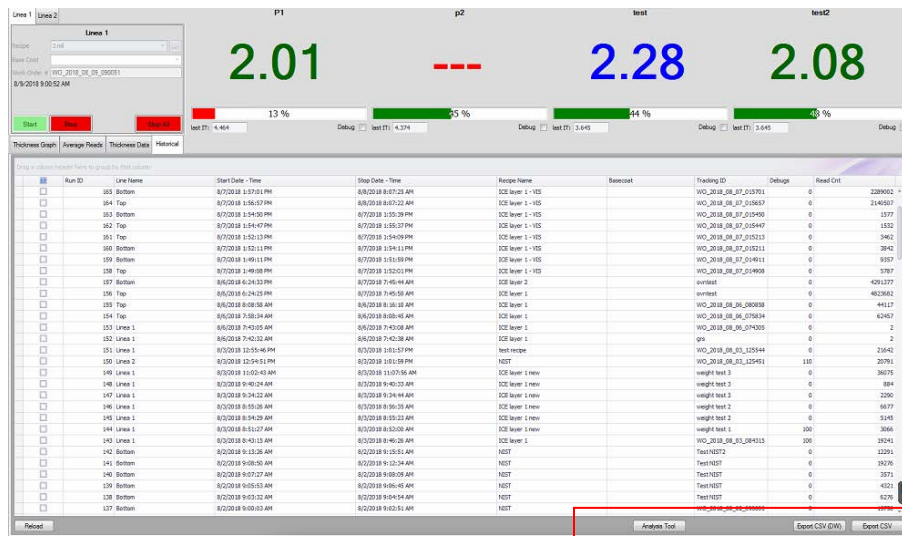 Linea 1 Linea 2 P1 p2 test test2
Linea 1
Recipe 2 mil
Base Coat
Work Order # WO_2018_08_09_090051
8/9/2018 9:00:52 AM
2.01 --- 2.28 2.08
13 % 45 % 44 % 48 %
Start Stop Stop All
last IT: 4.464 Debug last IT: 4.374 Debug last IT: 3.645 Debug last IT: 3.645 Debug
Thickness Graph Average Reads Thickness Data Historical
Drag a column header here to group by that column
Run ID Line Name Start Date - Time Stop Date - Time Recipe Name Basecoat Tracking ID Debugs Read Cnt
165 Bottom 8/7/2018 1:57:01 PM 8/8/2018 8:07:23 AM ICE layer 1 - VIS WO_2018_08_07_015701 0 2289002
164 Top 8/7/2018 1:56:57 PM 8/8/2018 8:07:22 AM ICE layer 1 - VIS WO_2018_08_07_015657 0 2140507
163 Bottom 8/7/2018 1:54:50 PM 8/7/2018 1:55:39 PM ICE layer 1 - VIS WO_2018_08_07_015450 0 1577
162 Top 8/7/2018 1:54:47 PM 8/7/2018 1:55:37 PM ICE layer 1 - VIS WO_2018_08_07_015447 0 1532
161 Top 8/7/2018 1:52:13 PM 8/7/2018 1:54:09 PM ICE layer 1 - VIS WO_2018_08_07_015213 0 3462
160 Bottom 8/7/2018 1:52:11 PM 8/7/2018 1:54:11 PM ICE layer 1 - VIS WO_2018_08_07_015211 0 3842
159 Bottom 8/7/2018 1:49:11 PM 8/7/2018 1:51:59 PM ICE layer 1 - VIS WO_2018_08_07_014911 0 9357
158 Top 8/7/2018 1:49:08 PM 8/7/2018 1:52:01 PM ICE layer 1 - VIS WO_2018_08_07_014908 0 5787
157 Bottom 8/6/2018 6:24:33 PM 8/7/2018 7:45:44 AM ICE layer 2 ovntest 0 4291377
156 Top 8/6/2018 6:24:25 PM 8/7/2018 7:45:50 AM ICE layer 1 ovntest 0 4823682
155 Top 8/6/2018 8:08:58 AM 8/6/2018 8:16:10 AM ICE layer 1 WO_2018_08_06_080858 0 44117
154 Top 8/6/2018 7:58:34 AM 8/6/2018 8:08:45 AM ICE layer 1 WO_2018_08_06_075834 0 62457
153 Linea 1 8/6/2018 7:43:05 AM 8/6/2018 7:43:08 AM ICE layer 1 WO_2018_08_06_074305 0 2
152 Linea 1 8/6/2018 7:42:32 AM 8/6/2018 7:42:38 AM ICE layer 1 grs 0 2
151 Linea 1 8/3/2018 12:55:46 PM 8/3/2018 1:01:57 PM test recipe WO_2018_08_03_125544 0 21642
150 Linea 2 8/3/2018 12:54:51 PM 8/3/2018 1:01:59 PM NIST WO_2018_08_03_125451 110 20791
149 Linea 1 8/3/2018 11:02:43 AM 8/3/2018 11:07:56 AM ICE layer 1 new weight test 3 0 36075
148 Linea 1 8/3/2018 9:40:24 AM 8/3/2018 9:40:33 AM ICE layer 1 new weight test 3 0 884
147 Linea 1 8/3/2018 9:34:22 AM 8/3/2018 9:34:44 AM ICE layer 1 new weight test 3 0 2290
146 Linea 1 8/3/2018 8:55:26 AM 8/3/2018 8:56:35 AM ICE layer 1 new weight test 2 0 6677
145 Linea 1 8/3/2018 8:54:29 AM 8/3/2018 8:55:23 AM ICE layer 1 new weight test 2 0 5145
144 Linea 1 8/3/2018 8:51:27 AM 8/3/2018 8:52:00 AM ICE layer 1 new weight test 1 100 3066
143 Linea 1 8/3/2018 8:43:15 AM 8/3/2018 8:46:26 AM ICE layer 1 WO_2018_08_03_084315 100 19241
142 Bottom 8/2/2018 9:13:26 AM 8/2/2018 9:15:51 AM NIST Test NIST2 0 12291
141 Bottom 8/2/2018 9:08:50 AM 8/2/2018 9:12:34 AM NIST Test NIST 0 19276
140 Bottom 8/2/2018 9:07:27 AM 8/2/2018 9:08:09 AM NIST Test NIST 0 3571
139 Bottom 8/2/2018 9:05:53 AM 8/2/2018 9:06:45 AM NIST Test NIST 0 4321
138 Bottom 8/2/2018 9:03:32 AM 8/2/2018 9:04:54 AM NIST Test NIST 0 6276
137 Bottom 8/2/2018 9:00:03 AM 8/2/2018 9:02:51 AM NIST
Reload Analysis Tool Export CSV (DW) Export CSV